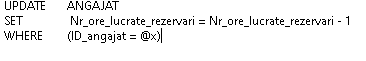 UPDATE ANGAJAT
SET Nr_ore_lucrate_rezervari = Nr_ore_lucrate_rezervari - 1
WHERE (ID_angajat = @x)